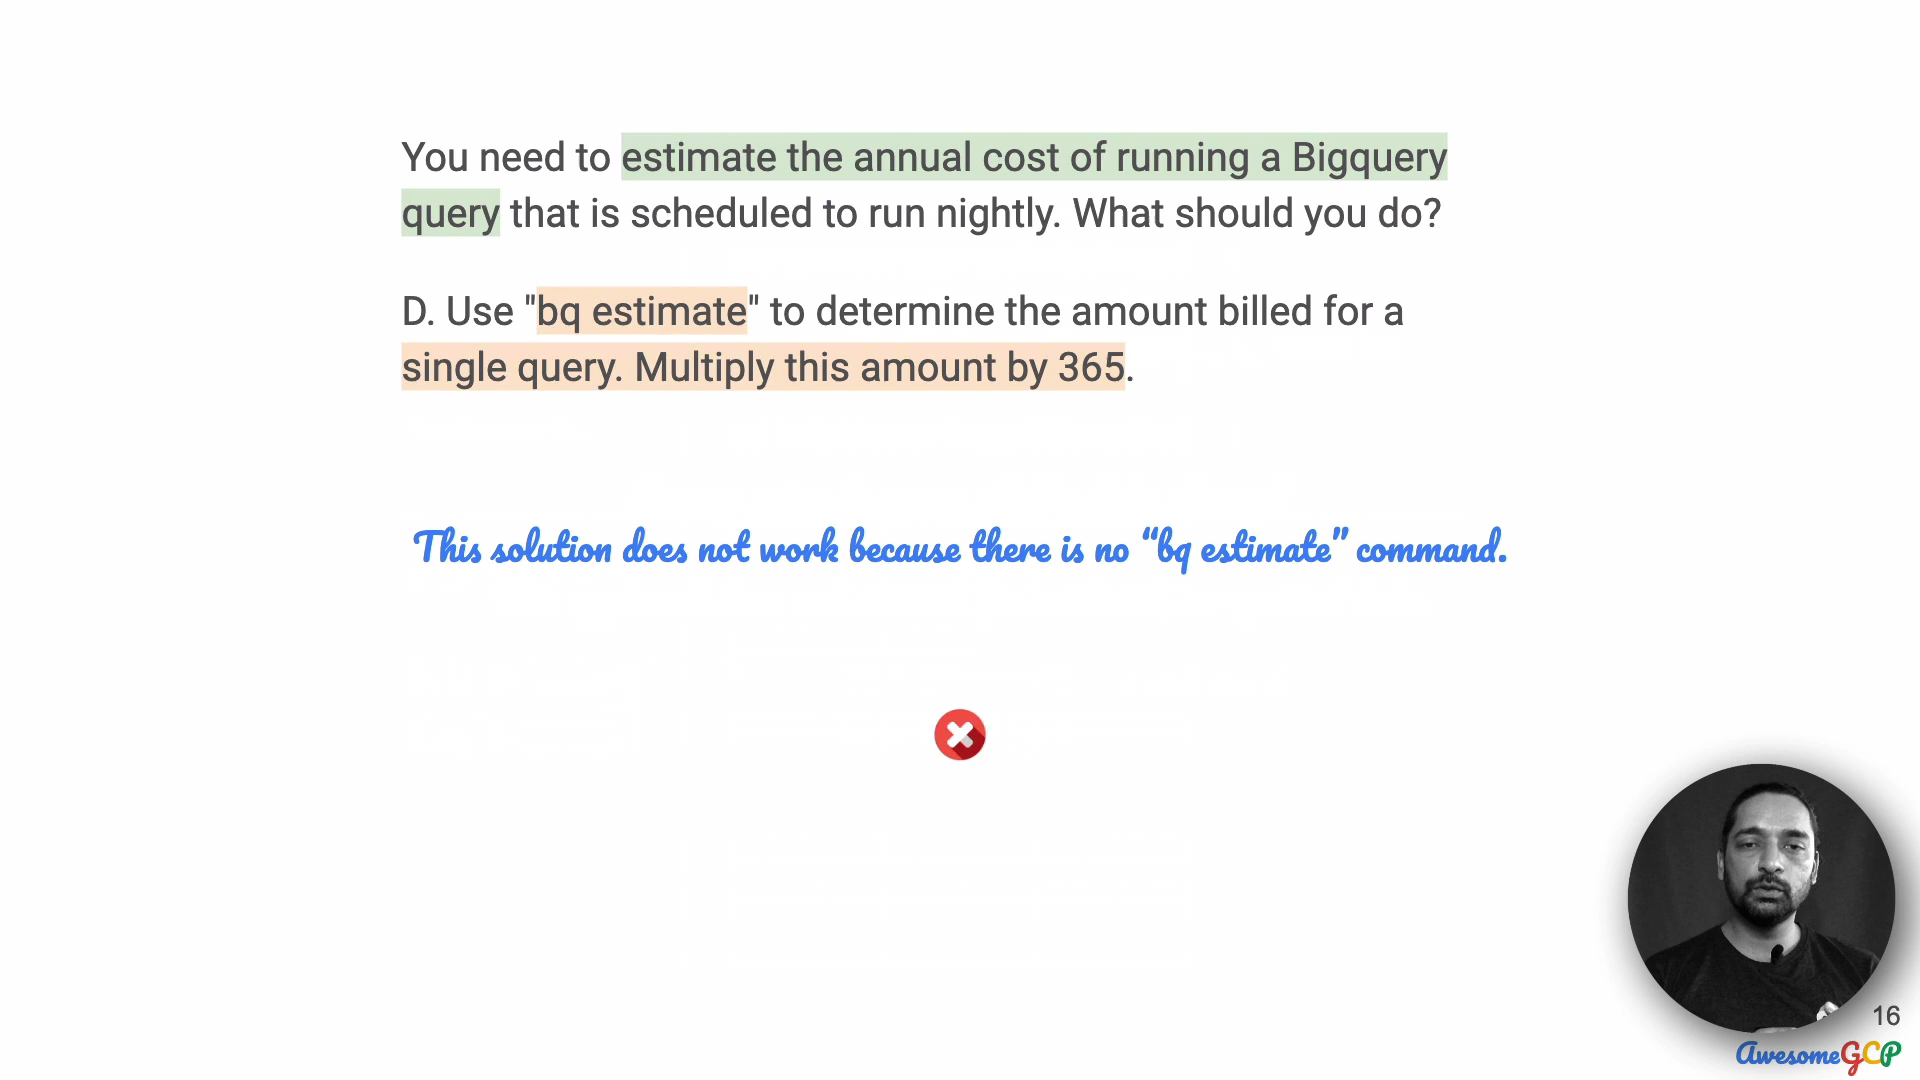 You need to estimate the annual cost of running a Bigquery
query that is scheduled to run nightly. What should you do?
D. Use "bq estimate" to determine the amount billed for a
single query. Multiply this amount by 365.
This solution does not work because there is no “bq estimate” command.
16
AwesomeGCP